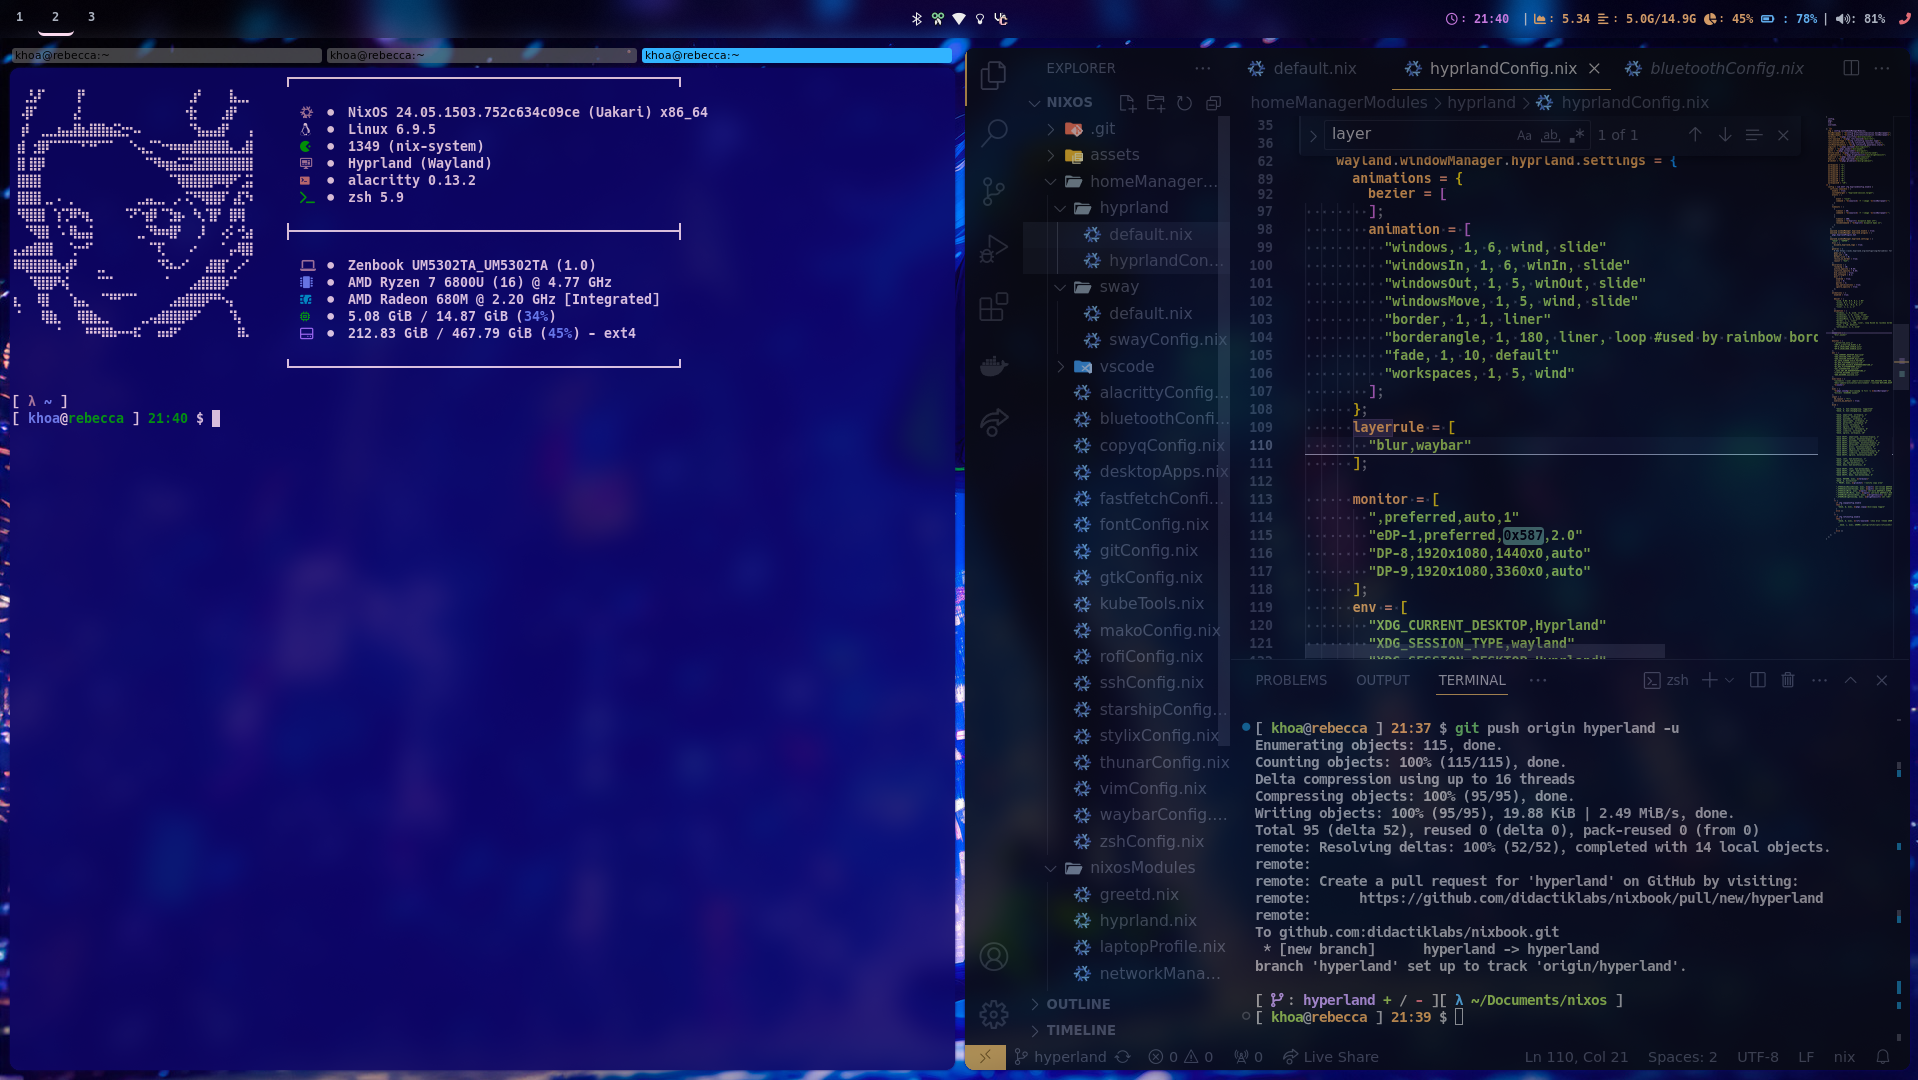 1 2 3
: 21:40 | : 5.34 : 5.0G/14.9G : 45% : 78% | : 81%
khoa@rebecca:~
khoa@rebecca:~
khoa@rebecca:~
● NixOS 24.05.1503.752c634c09ce (Uakari) x86_64
● Linux 6.9.5
● 1349 (nix-system)
● Hyprland (Wayland)
● alacritty 0.13.2
● zsh 5.9
● Zenbook UM5302TA_UM5302TA (1.0)
● AMD Ryzen 7 6800U (16) @ 4.77 GHz
● AMD Radeon 680M @ 2.20 GHz [Integrated]
● 5.08 GiB / 14.87 GiB (34%)
● 212.83 GiB / 467.79 GiB (45%) - ext4
[ λ ~ ]
[ khoa@rebecca ] 21:40 $
EXPLORER
NIXOS
.git
assets
homeManager...
hyprland
default.nix
hyprlandCon...
sway
default.nix
swayConfig.nix
vscode
alacrittyConfig...
bluetoothConfi...
copyqConfig.nix
desktopApps.nix
fastfetchConfi...
fontConfig.nix
gitConfig.nix
gtkConfig.nix
kubeTools.nix
makoConfig.nix
rofiConfig.nix
sshConfig.nix
starshipConfig...
stylixConfig.nix
thunarConfig.nix
vimConfig.nix
waybarConfig....
zshConfig.nix
nixosModules
greetd.nix
hyprland.nix
laptopProfile.nix
networkMana...
OUTLINE
TIMELINE
default.nix
hyprlandConfig.nix
bluetoothConfig.nix
homeManagerModules > hyprland > hyprlandConfig.nix
layer
Aa ab .* 1 of 1
35
36
62 wayland.windowManager.hyprland.settings = {
89 animations = {
92 bezier = [
97 ];
98 animation = [
99 "windows, 1, 6, wind, slide"
100 "windowsIn, 1, 6, winIn, slide"
101 "windowsOut, 1, 5, winOut, slide"
102 "windowsMove, 1, 5, wind, slide"
103 "border, 1, 1, liner"
104 "borderangle, 1, 180, liner, loop #used by rainbow bord
105 "fade, 1, 10, default"
106 "workspaces, 1, 5, wind"
107 ];
108 };
109 layerrule = [
110 "blur,waybar"
111 ];
112
113 monitor = [
114 ",preferred,auto,1"
115 "eDP-1,preferred,0x587,2.0"
116 "DP-8,1920x1080,1440x0,auto"
117 "DP-9,1920x1080,3360x0,auto"
118 ];
119 env = [
120 "XDG_CURRENT_DESKTOP,Hyprland"
121 "XDG_SESSION_TYPE,wayland"
122 "XDG_SESSION_DESKTOP,Hyprland"
PROBLEMS OUTPUT TERMINAL ... zsh
[ khoa@rebecca ] 21:37 $ git push origin hyperland -u
Enumerating objects: 115, done.
Counting objects: 100% (115/115), done.
Delta compression using up to 16 threads
Compressing objects: 100% (95/95), done.
Writing objects: 100% (95/95), 19.88 KiB | 2.49 MiB/s, done.
Total 95 (delta 52), reused 0 (delta 0), pack-reused 0 (from 0)
remote: Resolving deltas: 100% (52/52), completed with 14 local objects.
remote:
remote: Create a pull request for 'hyperland' on GitHub by visiting:
remote: https://github.com/didactiklabs/nixbook/pull/new/hyperland
remote:
To github.com:didactiklabs/nixbook.git
* [new branch] hyperland -> hyperland
branch 'hyperland' set up to track 'origin/hyperland'.
[ : hyperland + / - ][ λ ~/Documents/nixos ]
[ khoa@rebecca ] 21:39 $
hyperland 0 0 0 Live Share Ln 110, Col 21 Spaces: 2 UTF-8 LF nix